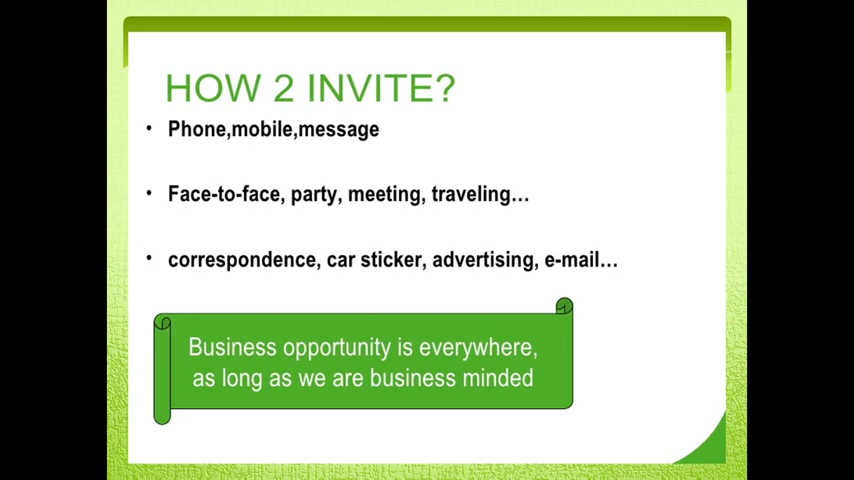 HOW 2 INVITE?
• Phone,mobile,message
• Face-to-face, party, meeting, traveling…
• correspondence, car sticker, advertising, e-mail…
Business opportunity is everywhere,
as long as we are business minded